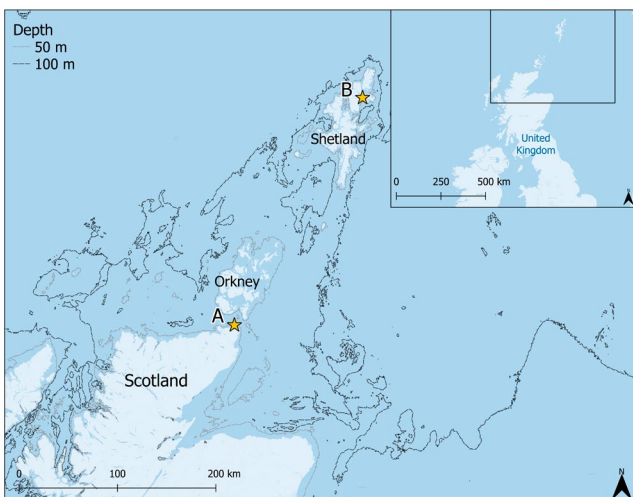 Depth
50 m
100 m
B
Shetland
Orkney
A
Scotland
0 100 200 km
N
United
Kingdom
0 250 500 km
N